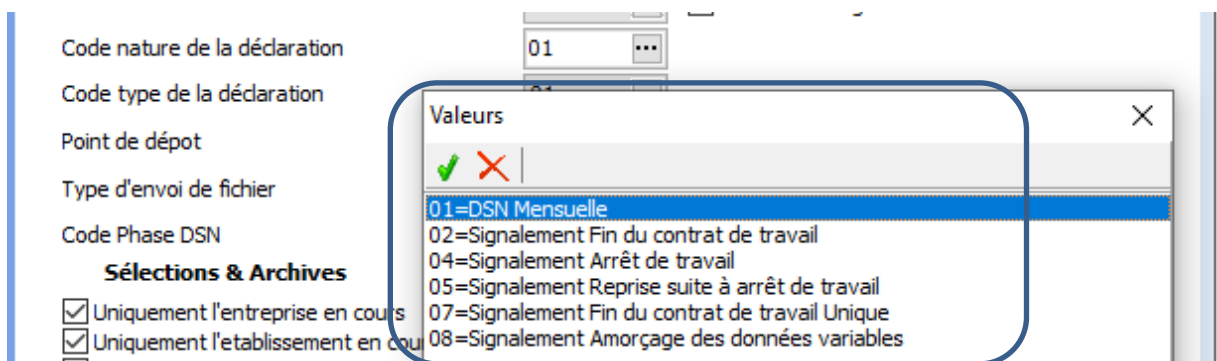 Code nature de la déclaration 01 ...
Code type de la déclaration 01
Point de dépot
Type d'envoi de fichier
Code Phase DSN
Sélections & Archives
Uniquement l'entreprise en cours
Uniquement l'etablissement en cou
Valeurs
01=DSN Mensuelle
02=Signalement Fin du contrat de travail
04=Signalement Arrêt de travail
05=Signalement Reprise suite à arrêt de travail
07=Signalement Fin du contrat de travail Unique
08=Signalement Amorçage des données variables